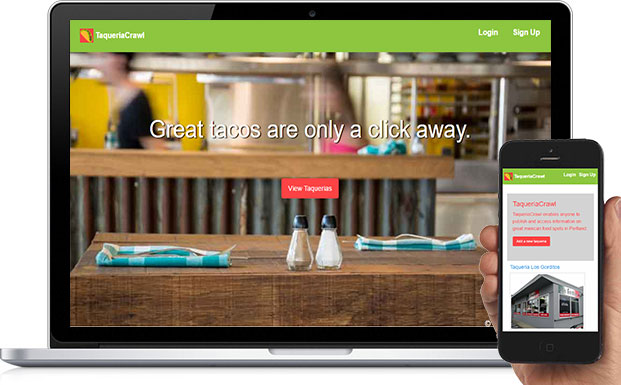 TaqueriaCrawl
Login Sign Up
Great tacos are only a click away.
View Taquerias
©
TaqueriaCrawl
Login Sign Up
TaqueriaCrawl
TaqueriaCrawl enables anyone to
publish and access information on
great mexican food spots in Portland.
Add a new taqueria
Taqueria Los Gorditos